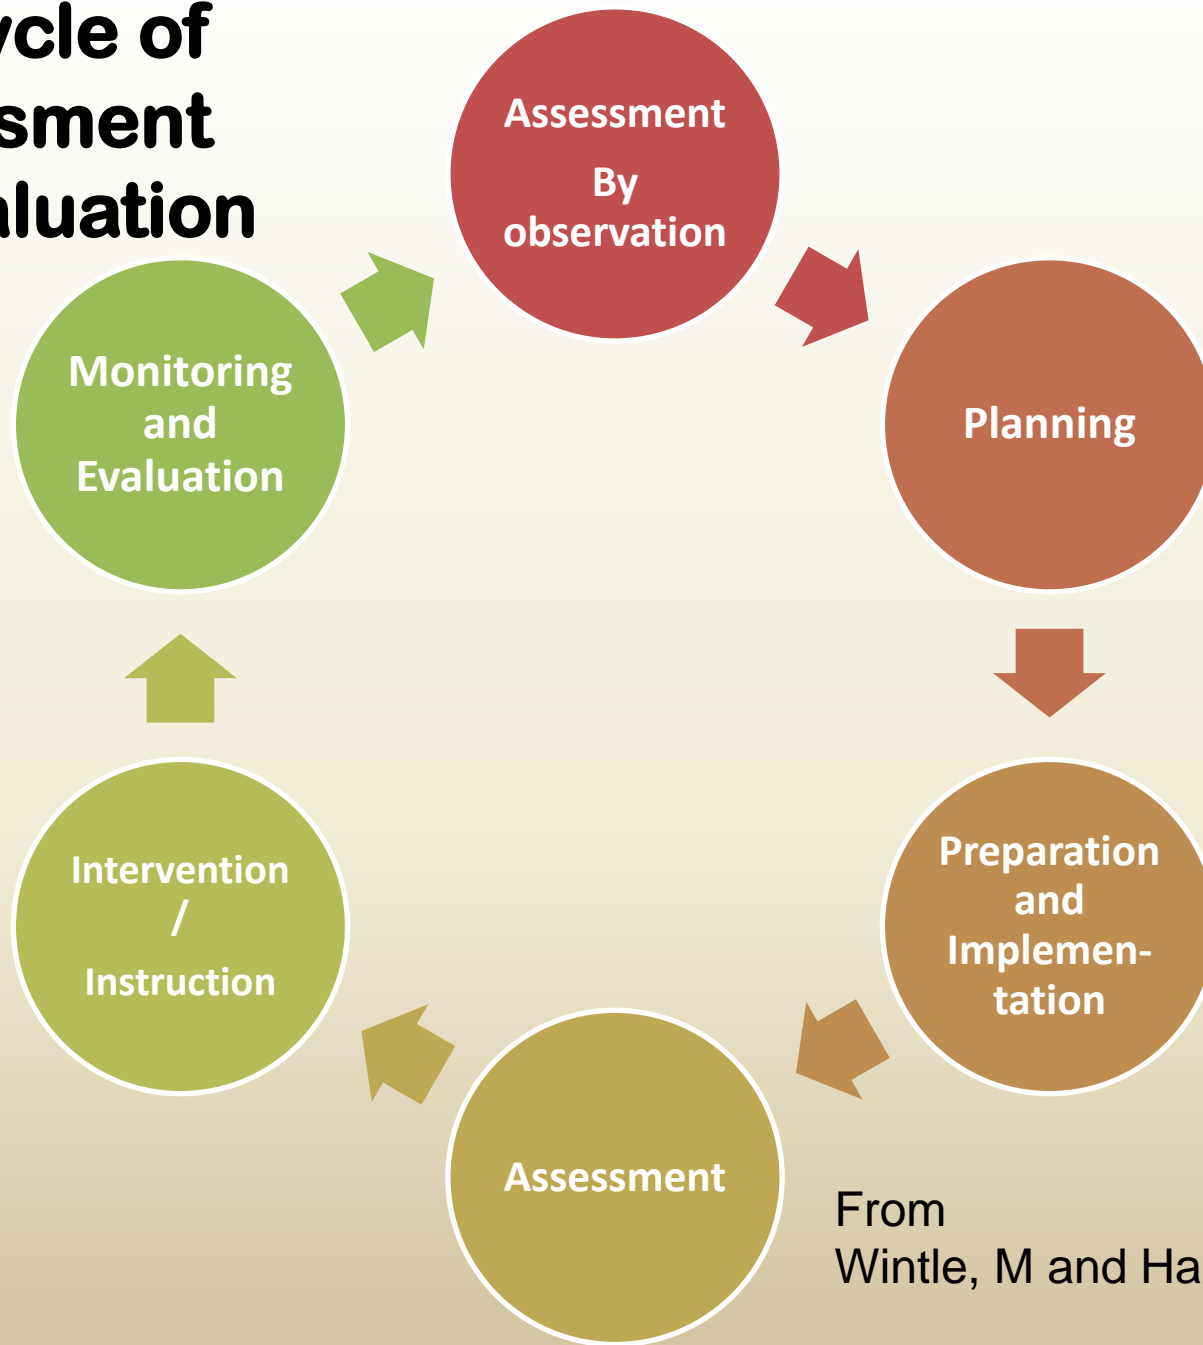 ycle of
sment
aluation
Assessment
By
observation
Planning
Preparation
and
Implemen-
tation
Assessment
Intervention
/
Instruction
Monitoring
and
Evaluation
From
Wintle, M and Ha